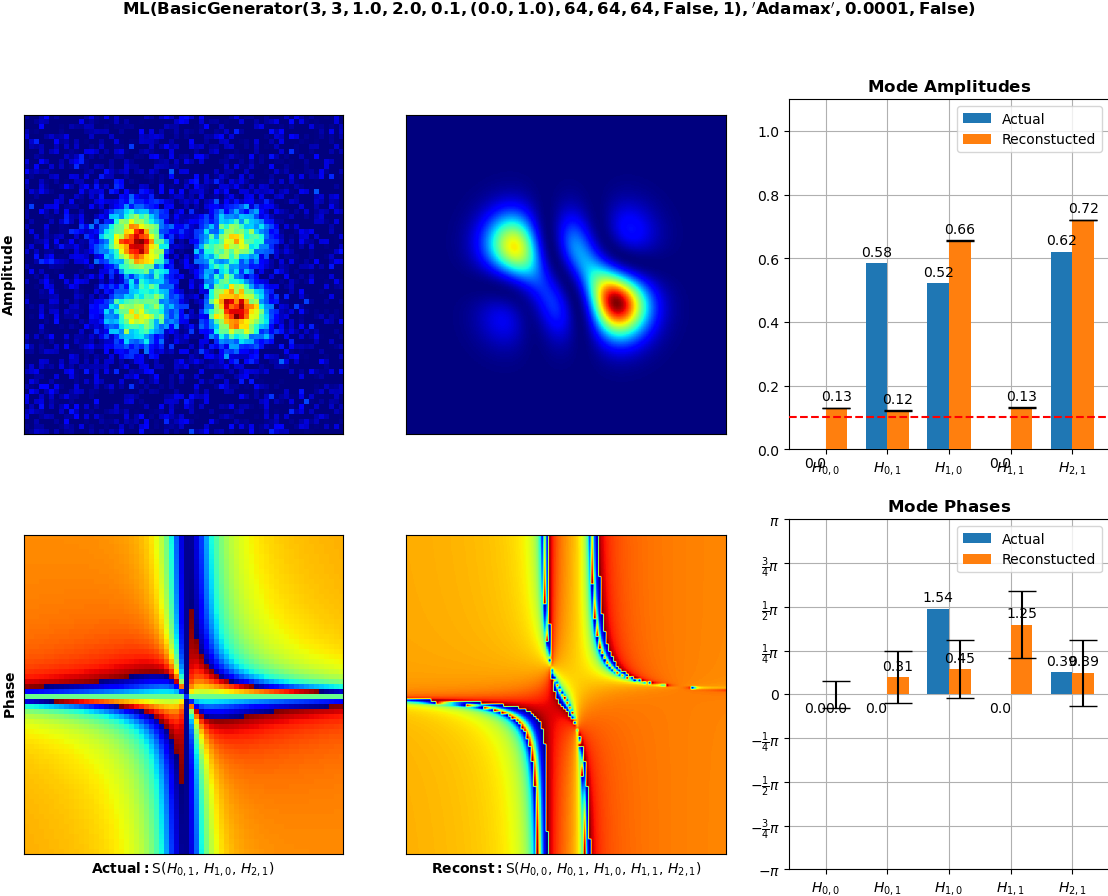 ML(BasicGenerator(3, 3, 1.0, 2.0, 0.1, (0.0, 1.0), 64, 64, 64, False, 1), ′Adamax′, 0.0001, False)
Mode Amplitudes
Amplitude
Actual
Reconstucted
1.0
0.8
0.6
0.4
0.2
0.0
0.0
0.13
0.58
0.12
0.52
0.66
0.0
0.13
0.62
0.72
H0,0
H0,1
H1,0
H1,1
H2,1
Mode Phases
Phase
Actual
Reconstucted
π
3/4π
1/2π
1/4π
0
−1/4π
−1/2π
−3/4π
−π
0.0
0.0
0.0
0.31
1.54
0.45
0.0
1.25
0.39
0.39
H0,0
H0,1
H1,0
H1,1
H2,1
Actual: S(H0,1, H1,0, H2,1)
Reconst: S(H0,0, H0,1, H1,0, H1,1, H2,1)